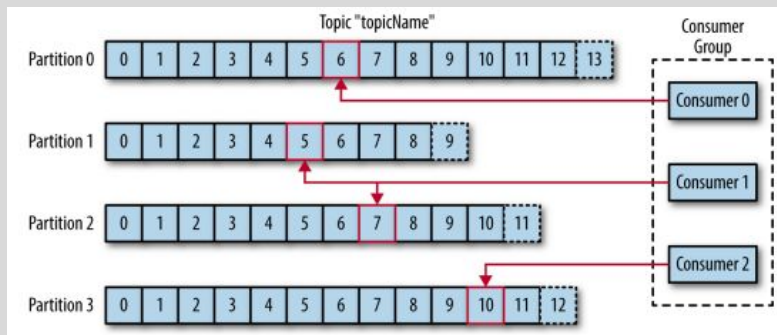 Topic "topicName"
Consumer
Group
Partition 0 0 1 2 3 4 5 6 7 8 9 10 11 12 13
Consumer 0
Partition 1 0 1 2 3 4 5 6 7 8 9
Consumer 1
Partition 2 0 1 2 3 4 5 6 7 8 9 10 11
Consumer 2
Partition 3 0 1 2 3 4 5 6 7 8 9 10 11 12